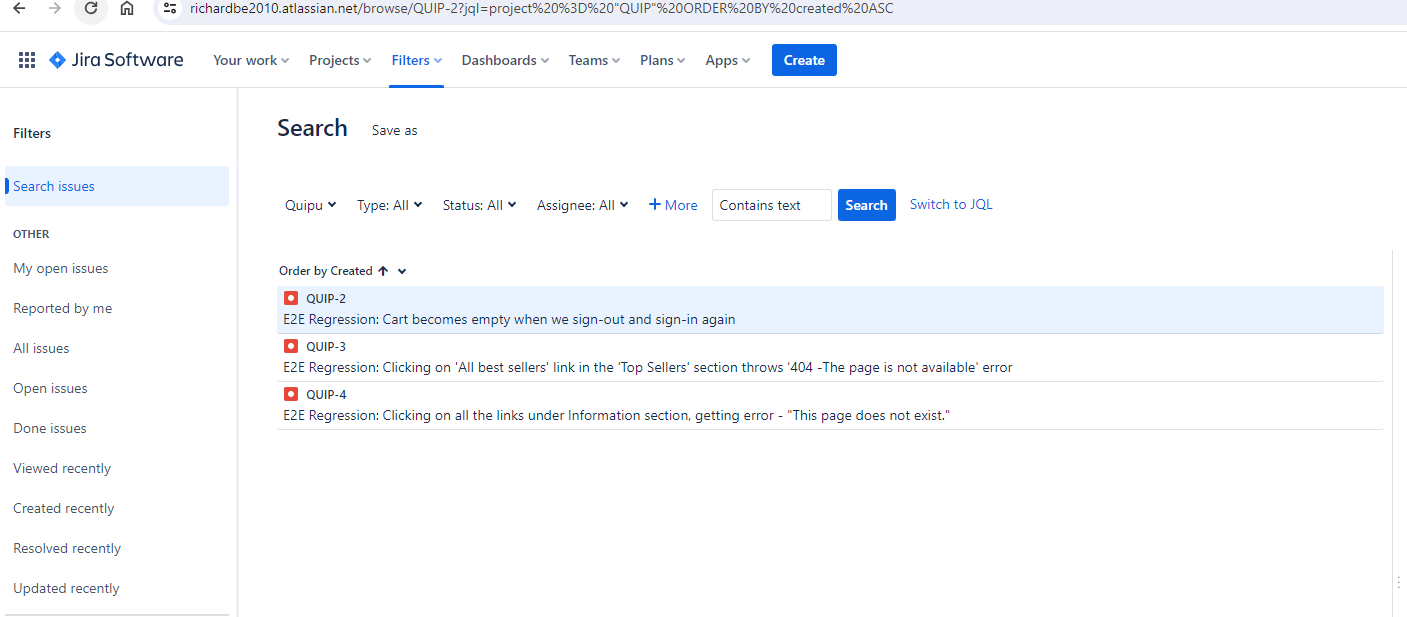 richardbe2010.atlassian.net/browse/QUIP-2?jql=project%20%3D%20"QUIP"%20ORDER%20BY%20created%20ASC
Jira Software Your work Projects Filters Dashboards Teams Plans Apps Create
Filters
Search issues
OTHER
My open issues
Reported by me
All issues
Open issues
Done issues
Viewed recently
Created recently
Resolved recently
Updated recently
Search Save as
Quipu Type: All Status: All Assignee: All + More Contains text Search Switch to JQL
Order by Created
QUIP-2
E2E Regression: Cart becomes empty when we sign-out and sign-in again
QUIP-3
E2E Regression: Clicking on 'All best sellers' link in the 'Top Sellers' section throws '404 -The page is not available' error
QUIP-4
E2E Regression: Clicking on all the links under Information section, getting error - "This page does not exist."